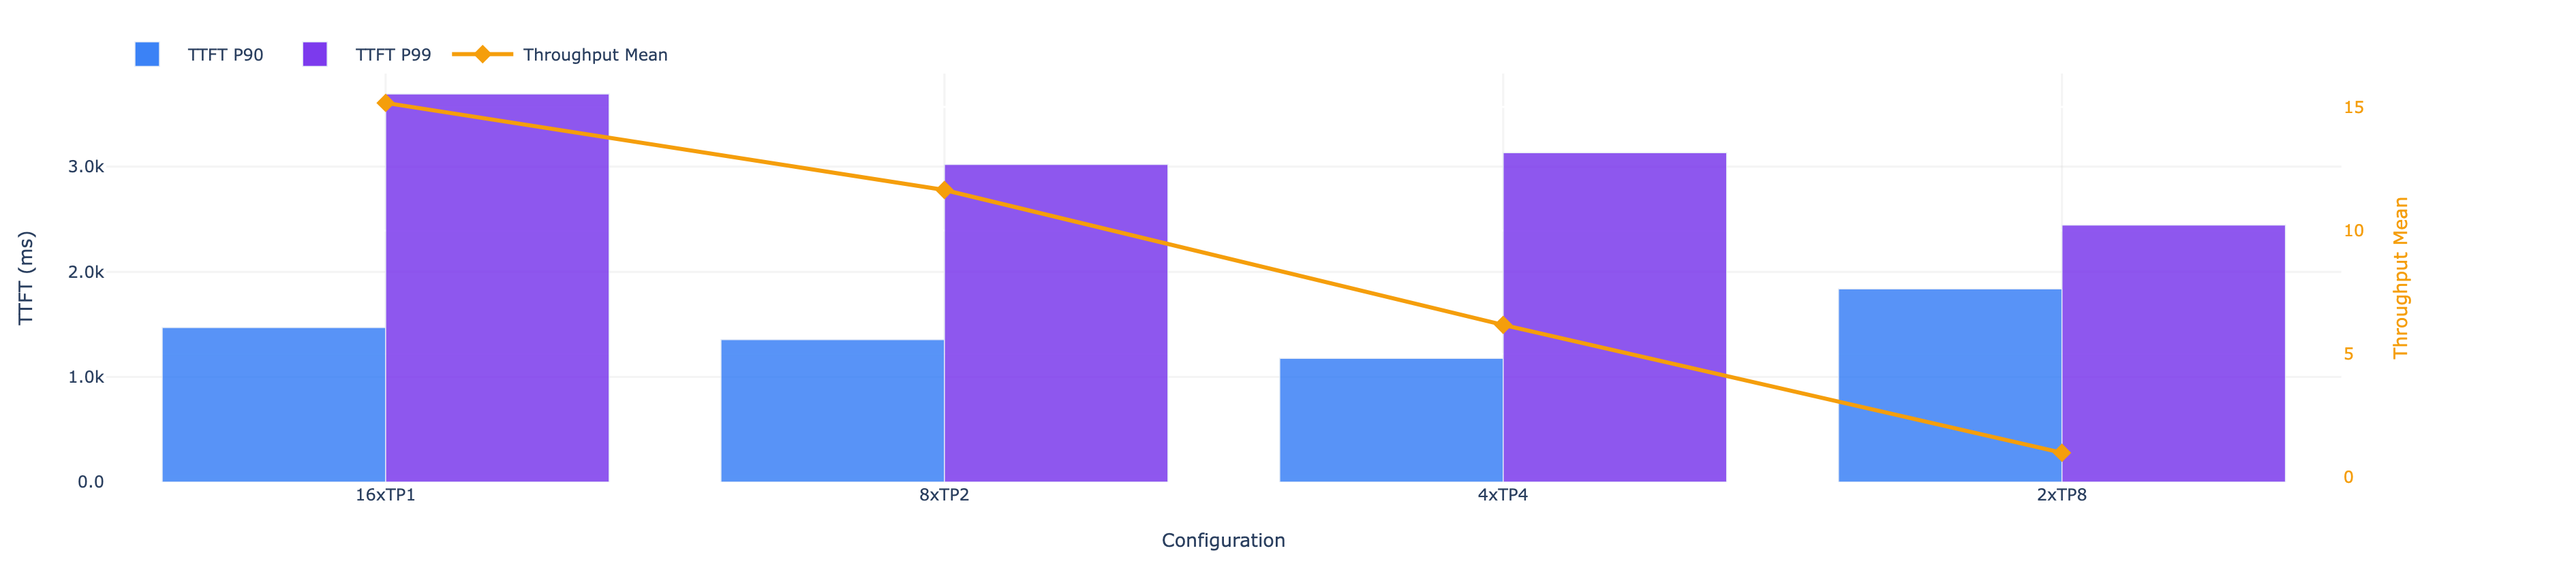 TTFT P90 TTFT P99 Throughput Mean
TTFT (ms)
3.0k
2.0k
1.0k
0.0
15
10
5
0
Throughput Mean
16xTP1 8xTP2 4xTP4 2xTP8
Configuration